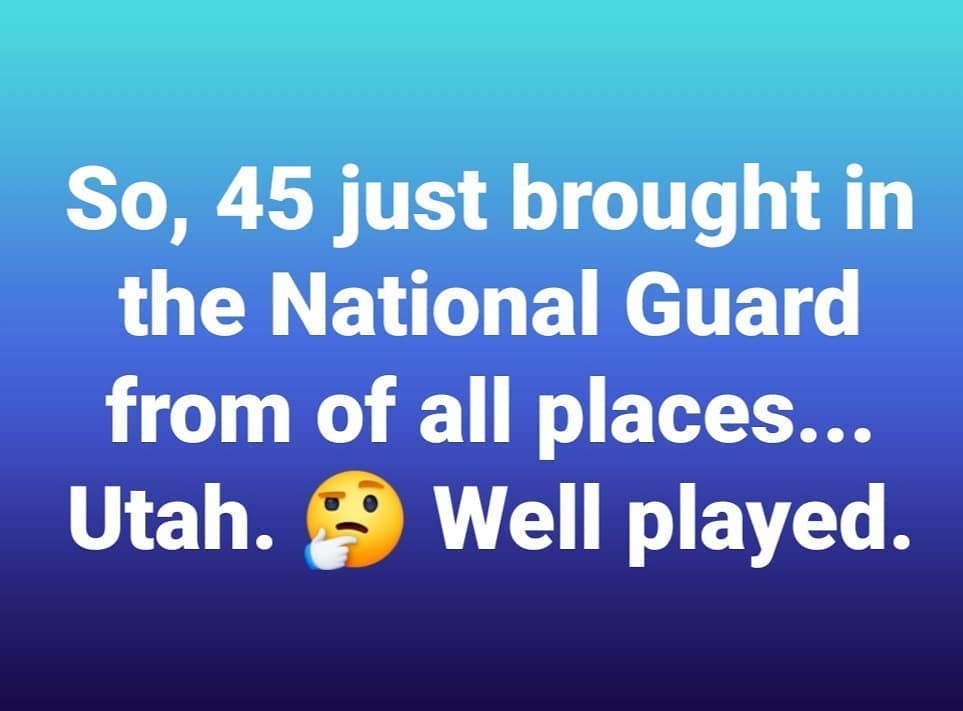 So, 45 just brought in
the National Guard
from of all places...
Utah. 🤔 Well played.